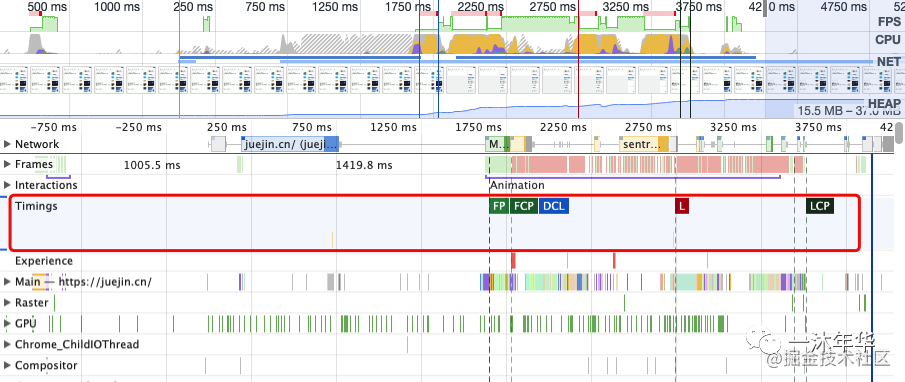 500 ms 250 ms 750 ms 1250 ms 1750 ms 2250 ms 2750 ms 3250 ms 3750 ms 42 0 ms 4750 ms 52
FPS
CPU
NET
HEAP
15.5 MB – 37.0 MB
-750 ms -250 ms 250 ms 750 ms 1250 ms 1750 ms 2250 ms 2750 ms 3250 ms 3750 ms 42
Network juejin.cn/ (juej M... sentr...
Frames 1005.5 ms 1419.8 ms
Interactions Animation
Timings FP FCP DCL L LCP
Experience
Main — https://juejin.cn/
Raster
GPU
Chrome_ChildIOThread
一沐年华
Compositor
@掘金技术社区